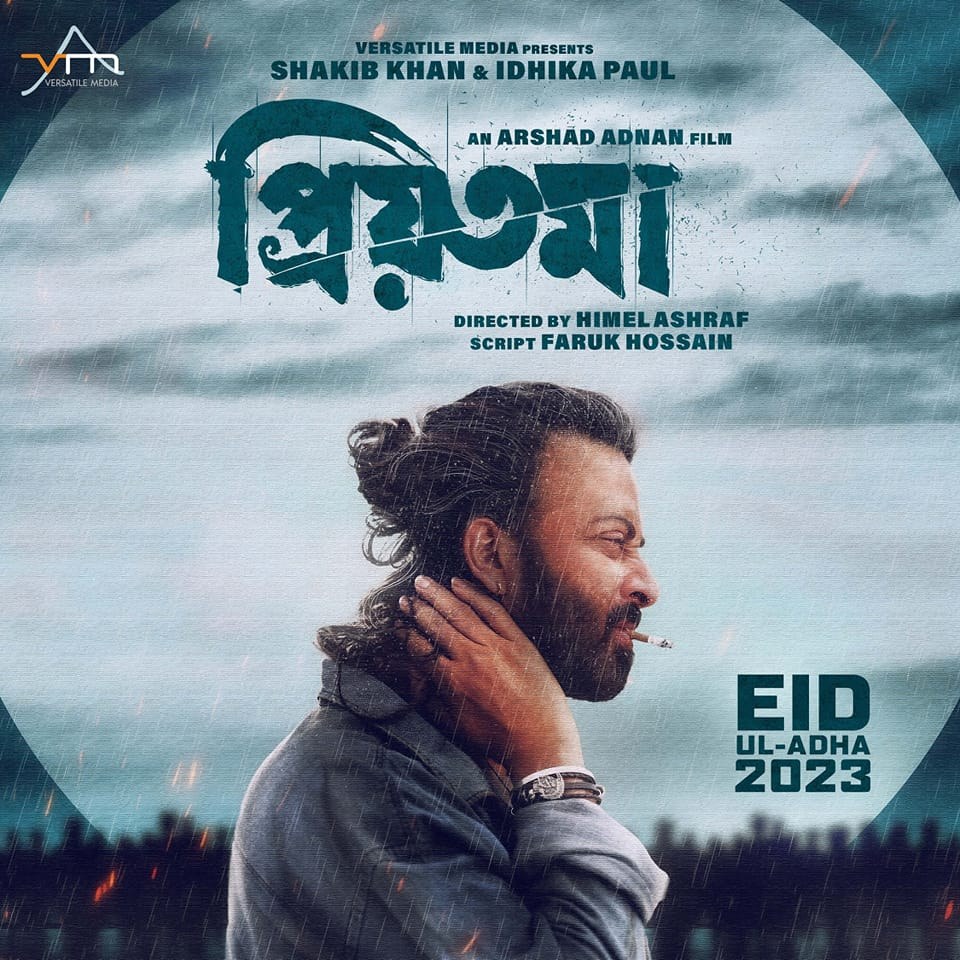 VERSATILE MEDIA
VERSATILE MEDIA PRESENTS
SHAKIB KHAN & IDHIKA PAUL
AN ARSHAD ADNAN FILM
প্রিয়তমা
DIRECTED BY HIMEL ASHRAF
SCRIPT FARUK HOSSAIN
EID
UL-ADHA
2023